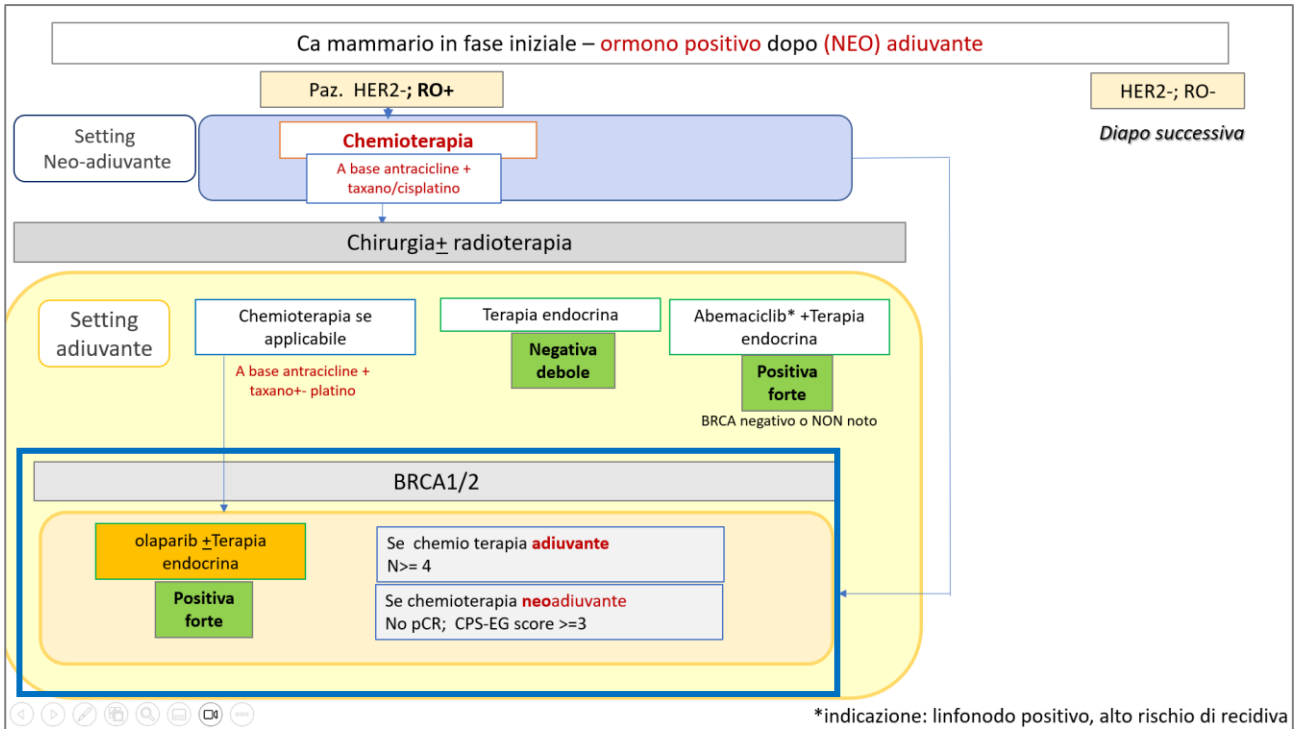 Ca mammario in fase iniziale – ormono positivo dopo (NEO) adiuvante
Paz. HER2-; RO+
HER2-; RO-
Diapo successiva
Setting
Neo-adiuvante
Chemioterapia
A base antracicline +
taxano/cisplatino
Chirurgia± radioterapia
Setting
adiuvante
Chemioterapia se
applicabile
A base antracicline +
taxano+- platino
Terapia endocrina
Negativa
debole
Abemaciclib* +Terapia
endocrina
Positiva
forte
BRCA negativo o NON noto
BRCA1/2
olaparib ±Terapia
endocrina
Positiva
forte
Se chemio terapia adiuvante
N>= 4
Se chemioterapia neoadiuvante
No pCR; CPS-EG score >=3
*indicazione: linfonodo positivo, alto rischio di recidiva